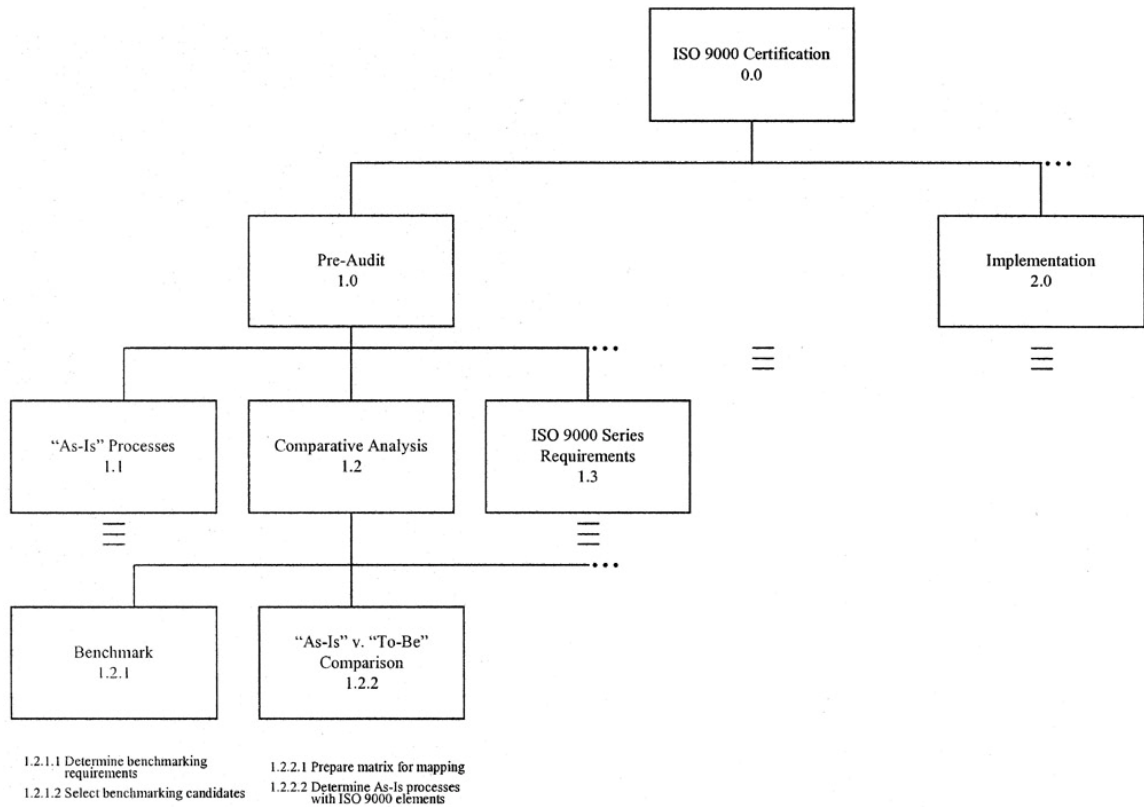 ISO 9000 Certification
0.0
Pre-Audit
1.0
Implementation
2.0
“As-Is” Processes
1.1
Comparative Analysis
1.2
ISO 9000 Series
Requirements
1.3
Benchmark
1.2.1
“As-Is” v. “To-Be”
Comparison
1.2.2
1.2.1.1 Determine benchmarking
requirements
1.2.1.2 Select benchmarking candidates
1.2.2.1 Prepare matrix for mapping
1.2.2.2 Determine As-Is processes
with ISO 9000 elements